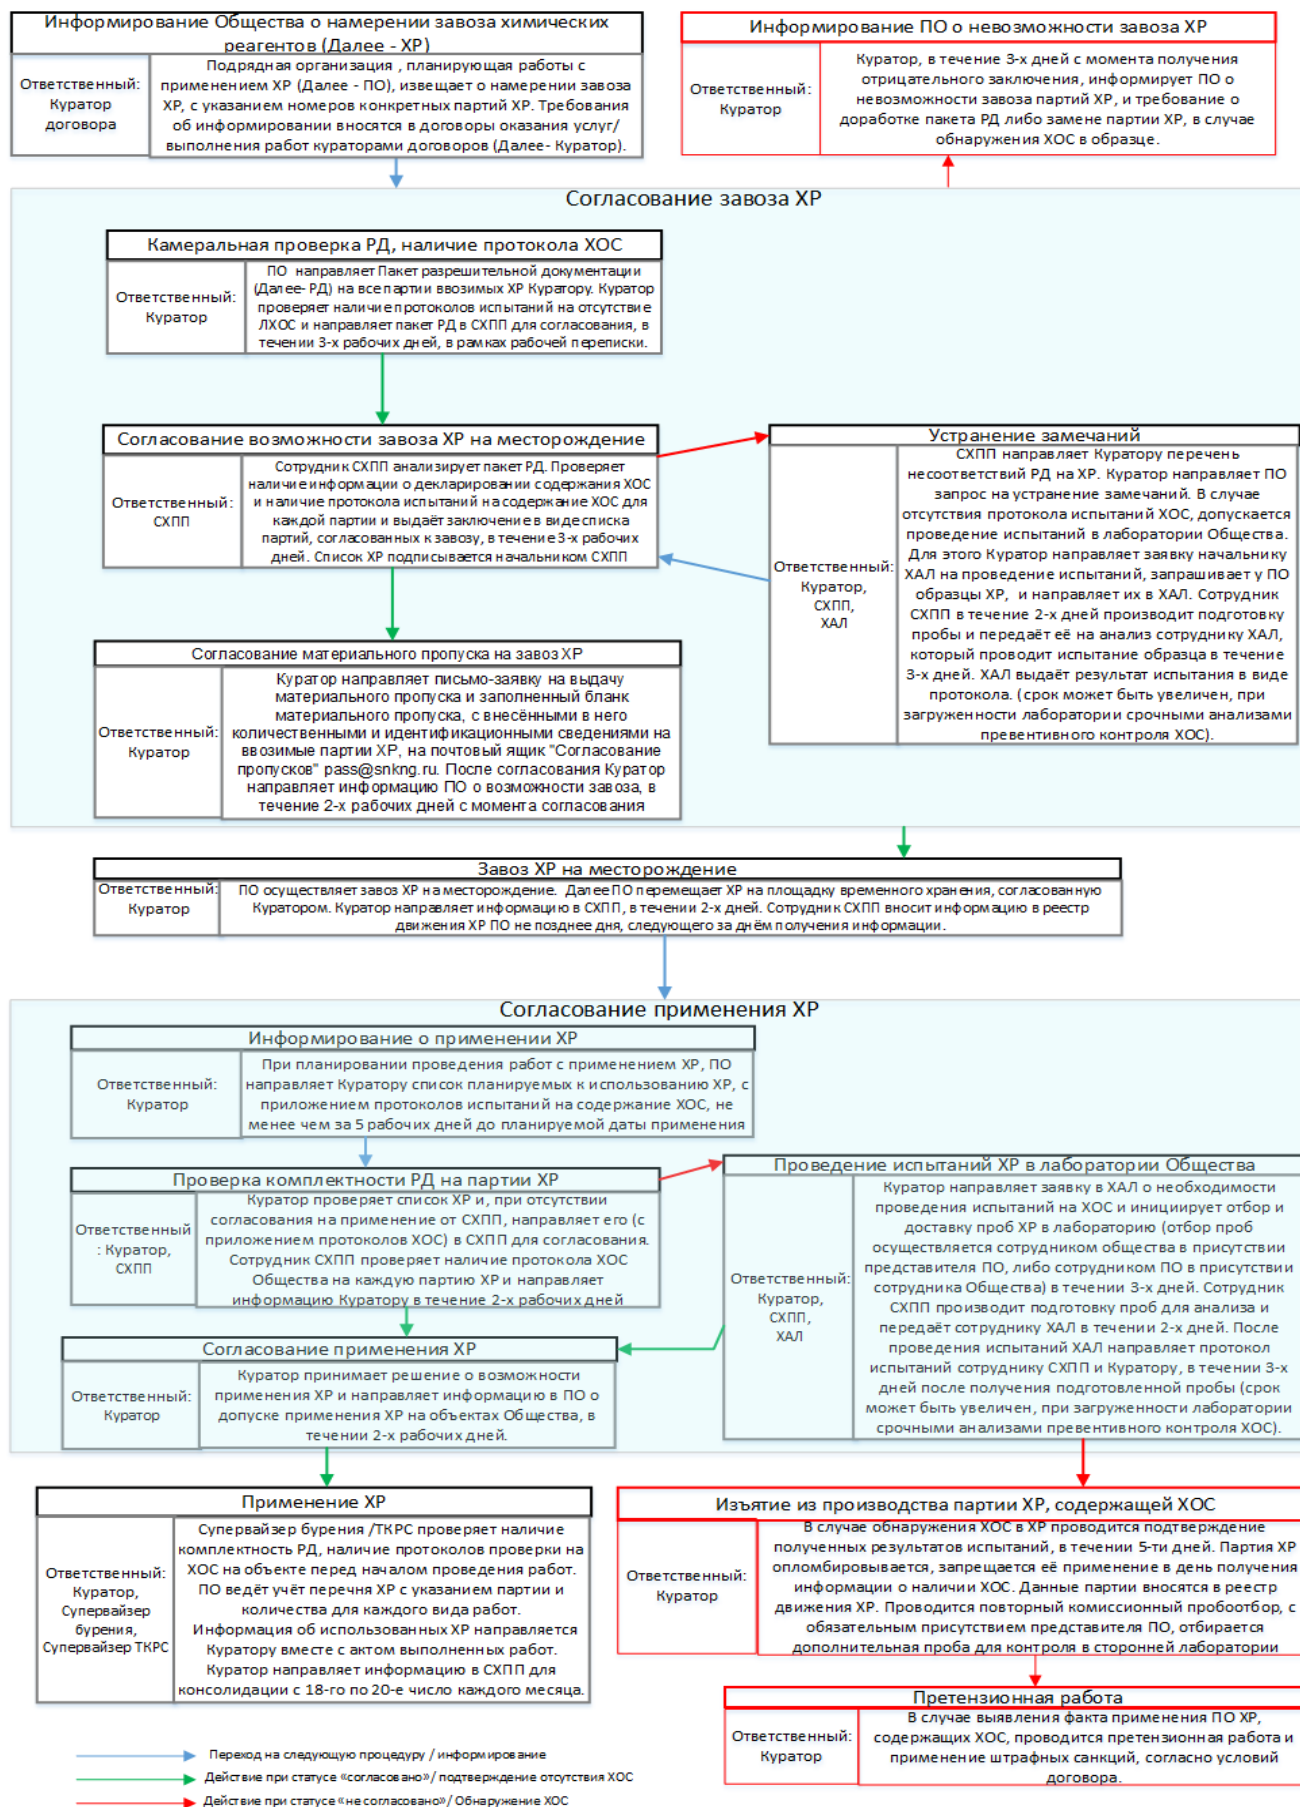 Информирование Общества о намерении завоза химических
реагентов (Далее - ХР)
Ответственный:
Куратор
договора
Подрядная организация , планирующая работы с
применением ХР (Далее - ПО), извещает о намерении завоза
ХР, с указанием номеров конкретных партий ХР. Требования
об информировании вносятся в договоры оказания услуг/
выполнения работ кураторами договоров (Далее- Куратор).
Информирование ПО о невозможности завоза ХР
Ответственный:
Куратор
Куратор, в течение 3-х дней с момента получения
отрицательного заключения, информирует ПО о
невозможности завоза партий ХР, и требование о
доработке пакета РД либо замене партии ХР, в случае
обнаружения ХОС в образце.
Согласование завоза ХР
Камеральная проверка РД, наличие протокола ХОС
Ответственный:
Куратор
ПО направляет Пакет разрешительной документации
(Далее- РД) на все партии ввозимых ХР Куратору. Куратор
проверяет наличие протоколов испытаний на отсутствие
ЛХОС и направляет пакет РД в СХПП для согласования, в
течении 3-х рабочих дней, в рамках рабочей переписки.
Согласование возможности завоза ХР на месторождение
Ответственный:
СХПП
Сотрудник СХПП анализирует пакет РД. Проверяет
наличие информации о декларировании содержания ХОС
и наличие протокола испытаний на содержание ХОС для
каждой партии и выдаёт заключение в виде списка
партий, согласованных к завозу, в течение 3-х рабочих
дней. Список ХР подписывается начальником СХПП
Устранение замечаний
Ответственный:
Куратор,
СХПП,
ХАЛ
СХПП направляет Куратору перечень
несоответствий РД на ХР. Куратор направляет ПО
запрос на устранение замечаний. В случае
отсутствия протокола испытаний ХОС, допускается
проведение испытаний в лаборатории Общества.
Для этого Куратор направляет заявку начальнику
ХАЛ на проведение испытаний, запрашивает у ПО
образцы ХР, и направляет их в ХАЛ. Сотрудник
СХПП в течение 2-х дней производит подготовку
пробы и передаёт её на анализ сотруднику ХАЛ,
который проводит испытание образца в течение
3-х дней. ХАЛ выдаёт результат испытания в виде
протокола. (срок может быть увеличен, при
загруженности лаборатории срочными анализами
превентивного контроля ХОС).
Согласование материального пропуска на завоз ХР
Ответственный:
Куратор
Куратор направляет письмо-заявку на выдачу
материального пропуска и заполненный бланк
материального пропуска, с внесёнными в него
количественными и идентификационными сведениями на
ввозимые партии ХР, на почтовый ящик "Согласование
пропусков" pass@snkng.ru. После согласования Куратор
направляет информацию ПО о возможности завоза, в
течение 2-х рабочих дней с момента согласования
Завоз ХР на месторождение
Ответственный:
Куратор
ПО осуществляет завоз ХР на месторождение. Далее ПО перемещает ХР на площадку временного хранения, согласованную
Куратором. Куратор направляет информацию в СХПП, в течении 2-х дней. Сотрудник СХПП вносит информацию в реестр
движения ХР ПО не позднее дня, следующего за днём получения информации.
Согласование применения ХР
Информирование о применении ХР
Ответственный:
Куратор
При планировании проведения работ с применением ХР, ПО
направляет Куратору список планируемых к использованию ХР, с
приложением протоколов испытаний на содержание ХОС, не
менее чем за 5 рабочих дней до планируемой даты применения
Проверка комплектности РД на партии ХР
Ответственный
: Куратор,
СХПП
Куратор проверяет список ХР и, при отсутствии
согласования на применение от СХПП, направляет его (с
приложением протоколов ХОС) в СХПП для согласования.
Сотрудник СХПП проверяет наличие протокола ХОС
Общества на каждую партию ХР и направляет
информацию Куратору в течение 2-х рабочих дней
Проведение испытаний ХР в лаборатории Общества
Ответственный:
Куратор,
СХПП,
ХАЛ
Куратор направляет заявку в ХАЛ о необходимости
проведения испытаний на ХОС и инициирует отбор и
доставку проб ХР в лабораторию (отбор проб
осуществляется сотрудником общества в присутствии
представителя ПО, либо сотрудником ПО в присутствии
сотрудника Общества) в течении 3-х дней. Сотрудник
СХПП производит подготовку проб для анализа и
передаёт сотруднику ХАЛ в течении 2-х дней. После
проведения испытаний ХАЛ направляет протокол
испытаний сотруднику СХПП и Куратору, в течении 3-х
дней после получения подготовленной пробы (срок
может быть увеличен, при загруженности лаборатории
срочными анализами превентивного контроля ХОС).
Согласование применения ХР
Ответственный:
Куратор
Куратор принимает решение о возможности
применения ХР и направляет информацию в ПО о
допуске применения ХР на объектах Общества, в
течении 2-х рабочих дней.
Применение ХР
Ответственный:
Куратор,
Супервайзер
бурения,
Супервайзер ТКРС
Супервайзер бурения /ТКРС проверяет наличие
комплектность РД, наличие протоколов проверки на
ХОС на объекте перед началом проведения работ.
ПО ведёт учёт перечня ХР с указанием партии и
количества для каждого вида работ.
Информация об использованных ХР направляется
Куратору вместе с актом выполненных работ.
Куратор направляет информацию в СХПП для
консолидации с 18-го по 20-е число каждого месяца.
Изъятие из производства партии ХР, содержащей ХОС
Ответственный:
Куратор
В случае обнаружения ХОС в ХР проводится подтверждение
полученных результатов испытаний, в течении 5-ти дней. Партия ХР
опломбировывается, запрещается её применение в день получения
информации о наличии ХОС. Данные партии вносятся в реестр
движения ХР. Проводится повторный комиссионный пробоотбор, с
обязательным присутствием представителя ПО, отбирается
дополнительная проба для контроля в сторонней лаборатории
Претензионная работа
Ответственный:
Куратор
В случае выявления факта применения ПО ХР,
содержащих ХОС, проводится претензионная работа и
применение штрафных санкций, согласно условий
договора.
Переход на следующую процедуру / информирование
Действие при статусе «согласовано»/ подтверждение отсутствия ХОС
Действие при статусе «не согласовано»/ Обнаружение ХОС